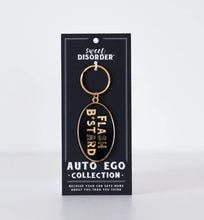 sweet
DISORDER
FLASH
B*STARD
AUTO EGO
COLLECTION
BECAUSE YOUR CAR SAYS MORE
ABOUT YOU THAN YOU THINK